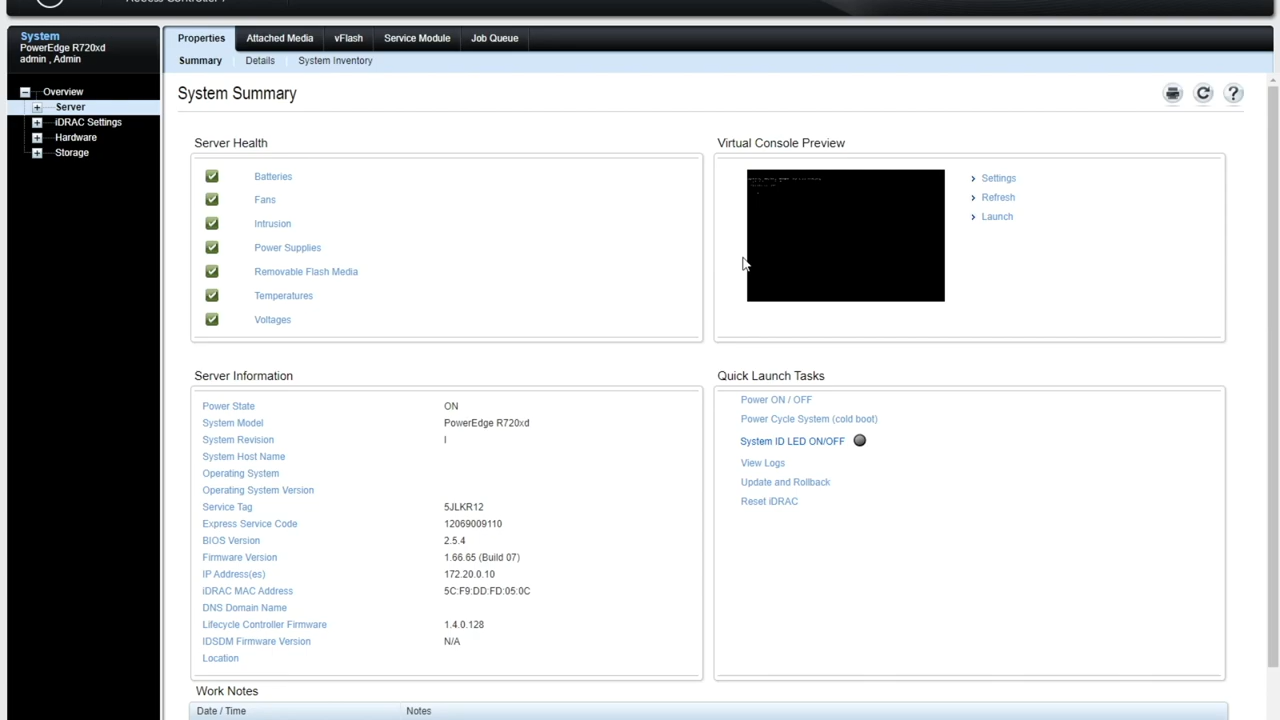 System
PowerEdge R720xd
admin , Admin
Overview
Server
iDRAC Settings
Hardware
Storage
Properties
Attached Media
vFlash
Service Module
Job Queue
Summary
Details
System Inventory
System Summary
Server Health
Batteries
Fans
Intrusion
Power Supplies
Removable Flash Media
Temperatures
Voltages
Virtual Console Preview
Settings
Refresh
Launch
Server Information
Power State ON
System Model PowerEdge R720xd
System Revision I
System Host Name
Operating System
Operating System Version
Service Tag 5JLKR12
Express Service Code 12069009110
BIOS Version 2.5.4
Firmware Version 1.66.65 (Build 07)
IP Address(es) 172.20.0.10
iDRAC MAC Address 5C:F9:DD:FD:05:0C
DNS Domain Name
Lifecycle Controller Firmware 1.4.0.128
IDSDM Firmware Version N/A
Location
Quick Launch Tasks
Power ON / OFF
Power Cycle System (cold boot)
System ID LED ON/OFF
View Logs
Update and Rollback
Reset iDRAC
Work Notes
Date / Time Notes